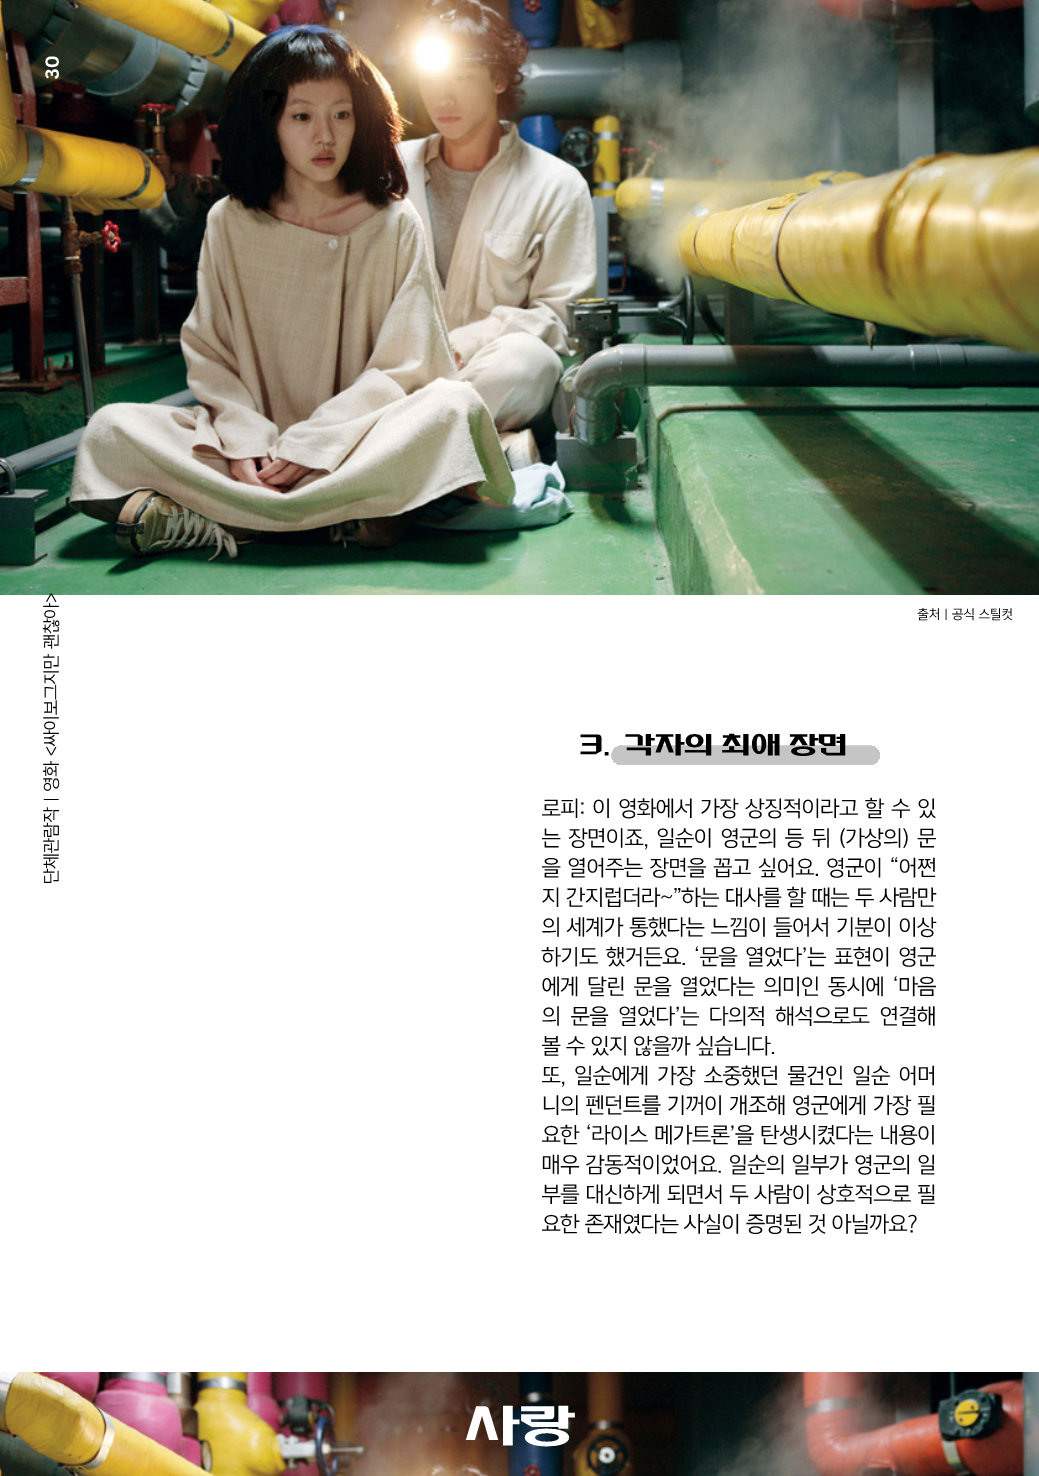 30
출처 | 공식 스틸컷
단체관람작 | 영화 <싸이보그지만 괜찮아>
3. 각자의 최애 장면
로피: 이 영화에서 가장 상징적이라고 할 수 있
는 장면이죠, 일순이 영군의 등 뒤 (가상의) 문
을 열어주는 장면을 꼽고 싶어요. 영군이 “어쩐
지 간지럽더라~”하는 대사를 할 때는 두 사람만
의 세계가 통했다는 느낌이 들어서 기분이 이상
하기도 했거든요. ‘문을 열었다’는 표현이 영군
에게 달린 문을 열었다는 의미인 동시에 ‘마음
의 문을 열었다’는 다의적 해석으로도 연결해
볼 수 있지 않을까 싶습니다.
또, 일순에게 가장 소중했던 물건인 일순 어머
니의 펜던트를 기꺼이 개조해 영군에게 가장 필
요한 ‘라이스 메가트론’을 탄생시켰다는 내용이
매우 감동적이었어요. 일순의 일부가 영군의 일
부를 대신하게 되면서 두 사람이 상호적으로 필
요한 존재였다는 사실이 증명된 것 아닐까요?
사랑